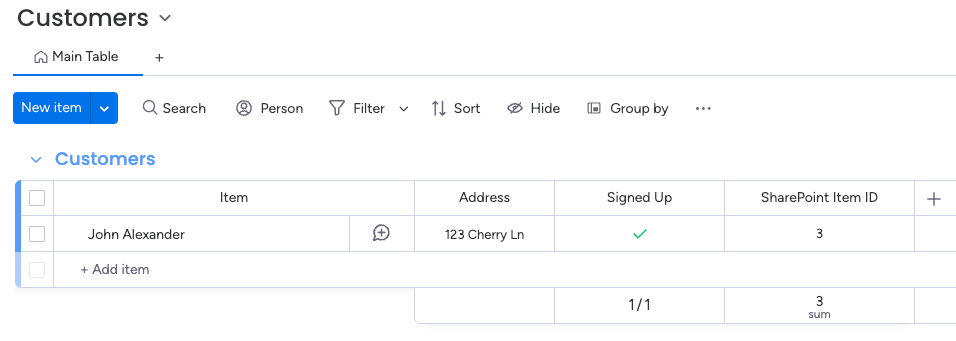 Customers
Main Table +
New item Search Person Filter Sort Hide Group by ...
Customers
Item Address Signed Up SharePoint Item ID +
John Alexander 123 Cherry Ln 3
+ Add item
1 / 1 3
sum